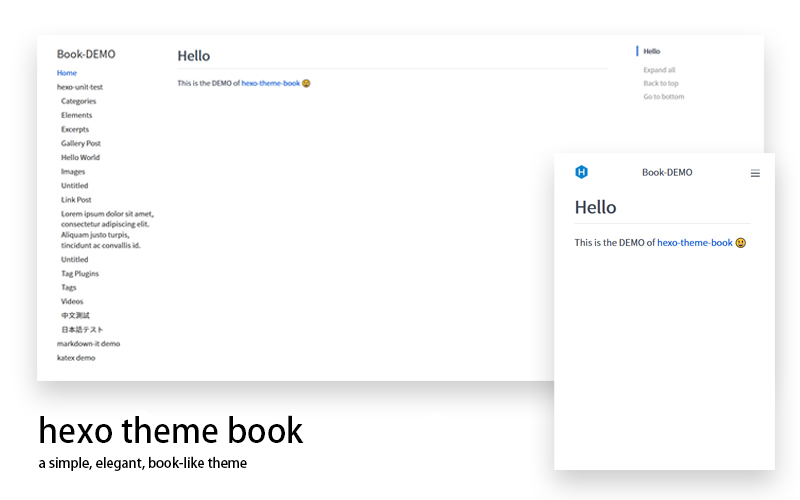 Book-DEMO
Home
hexo-unit-test
Categories
Elements
Excerpts
Gallery Post
Hello World
Images
Untitled
Link Post
Lorem ipsum dolor sit amet,
consectetur adipiscing elit.
Aliquam justo turpis,
tincidunt ac convallis id.
Untitled
Tag Plugins
Tags
Videos
中文測試
日本語テスト
markdown-it demo
katex demo
Hello
This is the DEMO of hexo-theme-book 😉
Hello
Expand all
Back to top
Go to bottom
H
Book-DEMO
Hello
This is the DEMO of hexo-theme-book 😉
hexo theme book
a simple, elegant, book-like theme